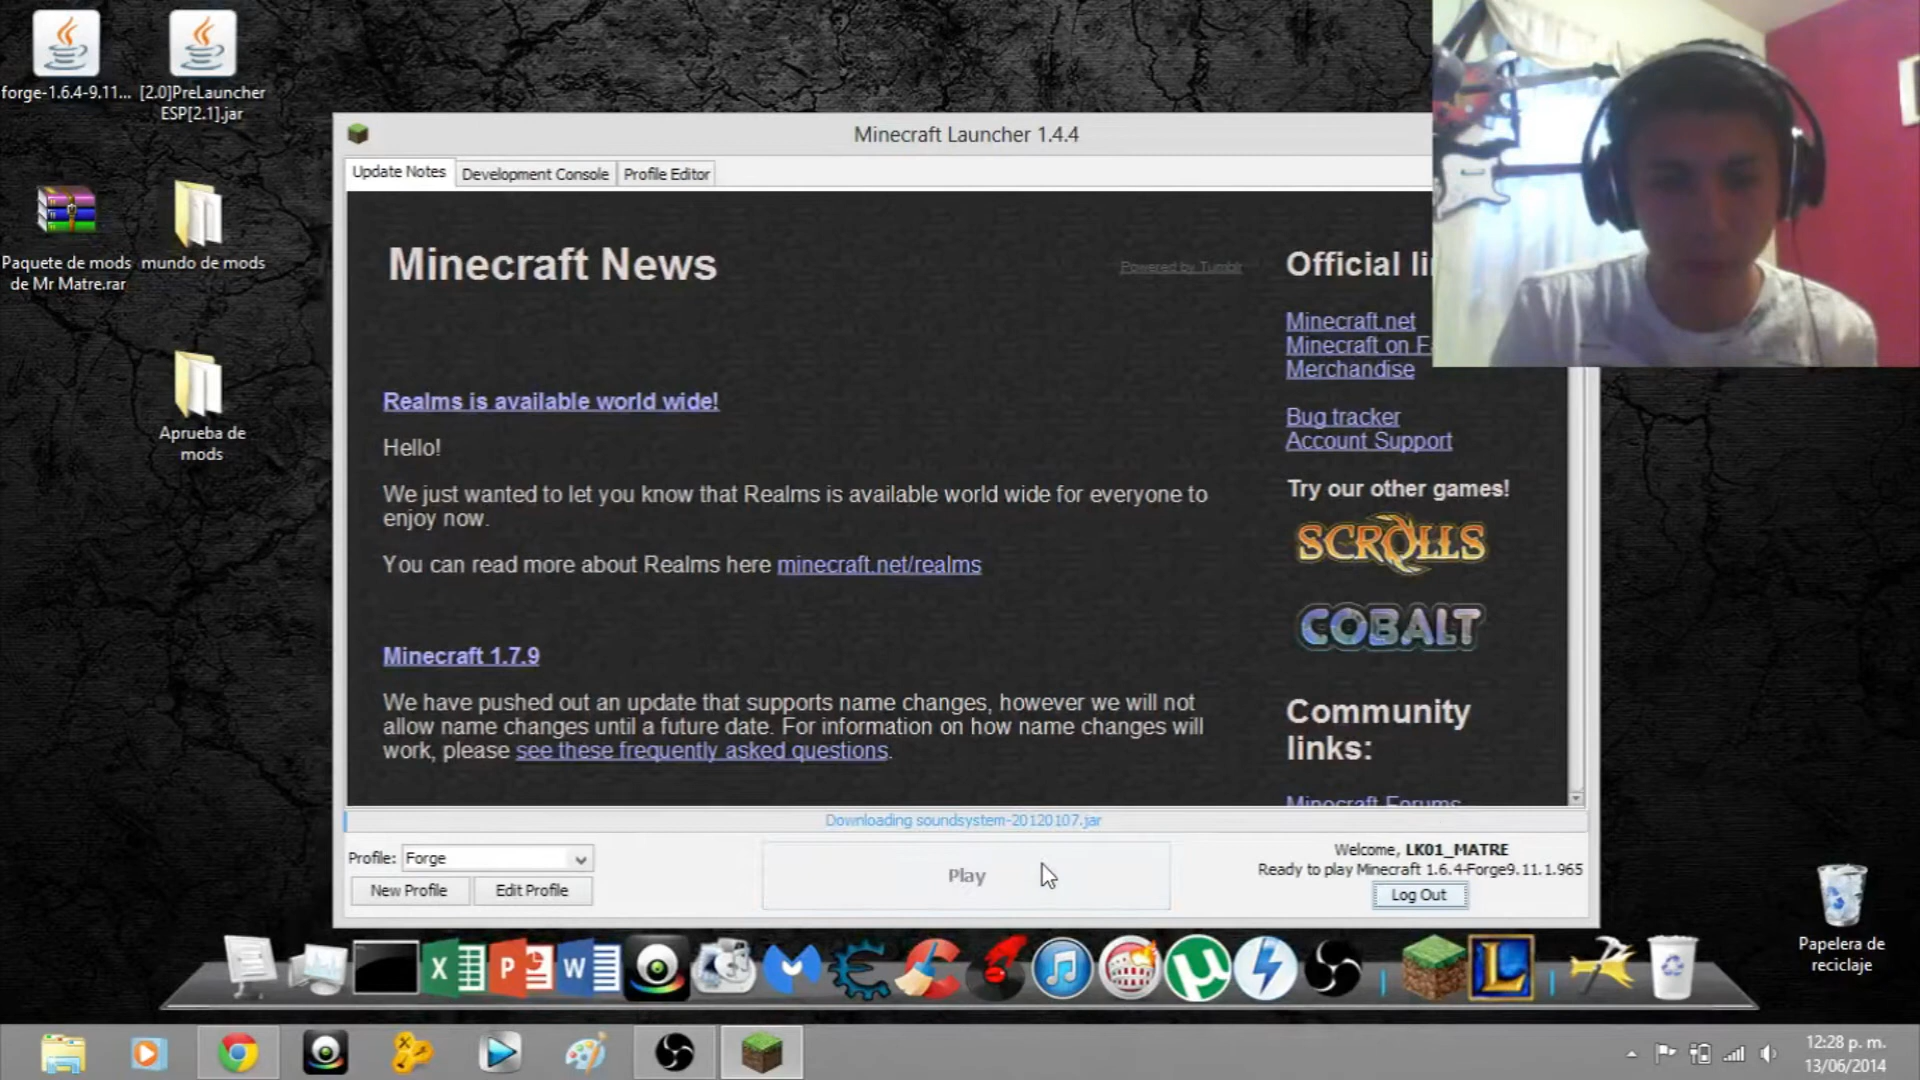 forge-1.6.4-9.11...
[2.0]PreLauncher
ESP[2.1].jar
Paquete de mods
de Mr Matre.rar
mundo de mods
Aprueba de
mods
Minecraft Launcher 1.4.4
Update Notes
Development Console
Profile Editor
Minecraft News
Powered by Tumblr
Realms is available world wide!
Hello!
We just wanted to let you know that Realms is available world wide for everyone to
enjoy now.
You can read more about Realms here minecraft.net/realms
Minecraft 1.7.9
We have pushed out an update that supports name changes, however we will not
allow name changes until a future date. For information on how name changes will
work, please see these frequently asked questions.
Official li
Minecraft.net
Minecraft on F
Merchandise
Bug tracker
Account Support
Try our other games!
SCROLLS
COBALT
Community
links:
Minecraft Forums
Downloading soundsystem-20120107.jar
Profile: Forge
New Profile
Edit Profile
Play
Welcome, LK01_MATRE
Ready to play Minecraft 1.6.4-Forge9.11.1.965
Log Out
Papelera de
reciclaje
12:28 p. m.
13/06/2014